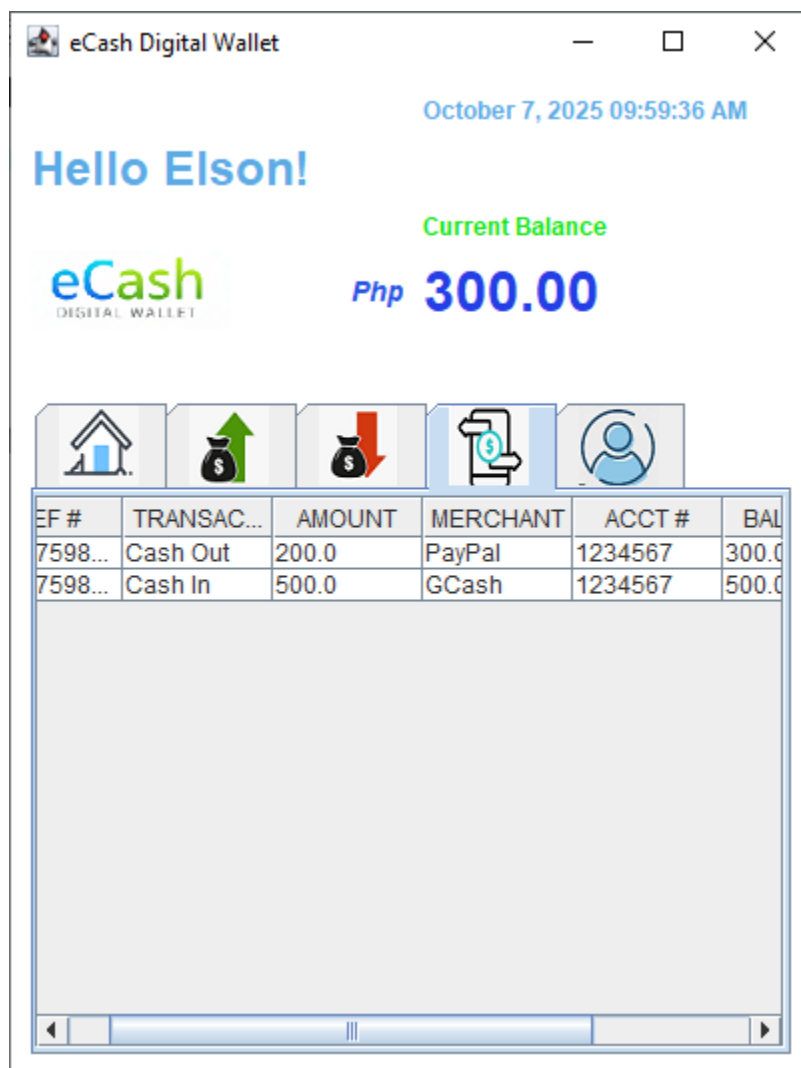 eCash Digital Wallet
October 7, 2025 09:59:36 AM
Hello Elson!
Current Balance
eCash
DIGITAL WALLET
Php 300.00
EF # TRANSAC... AMOUNT MERCHANT ACCT # BAL
7598... Cash Out 200.0 PayPal 1234567 300.0
7598... Cash In 500.0 GCash 1234567 500.0